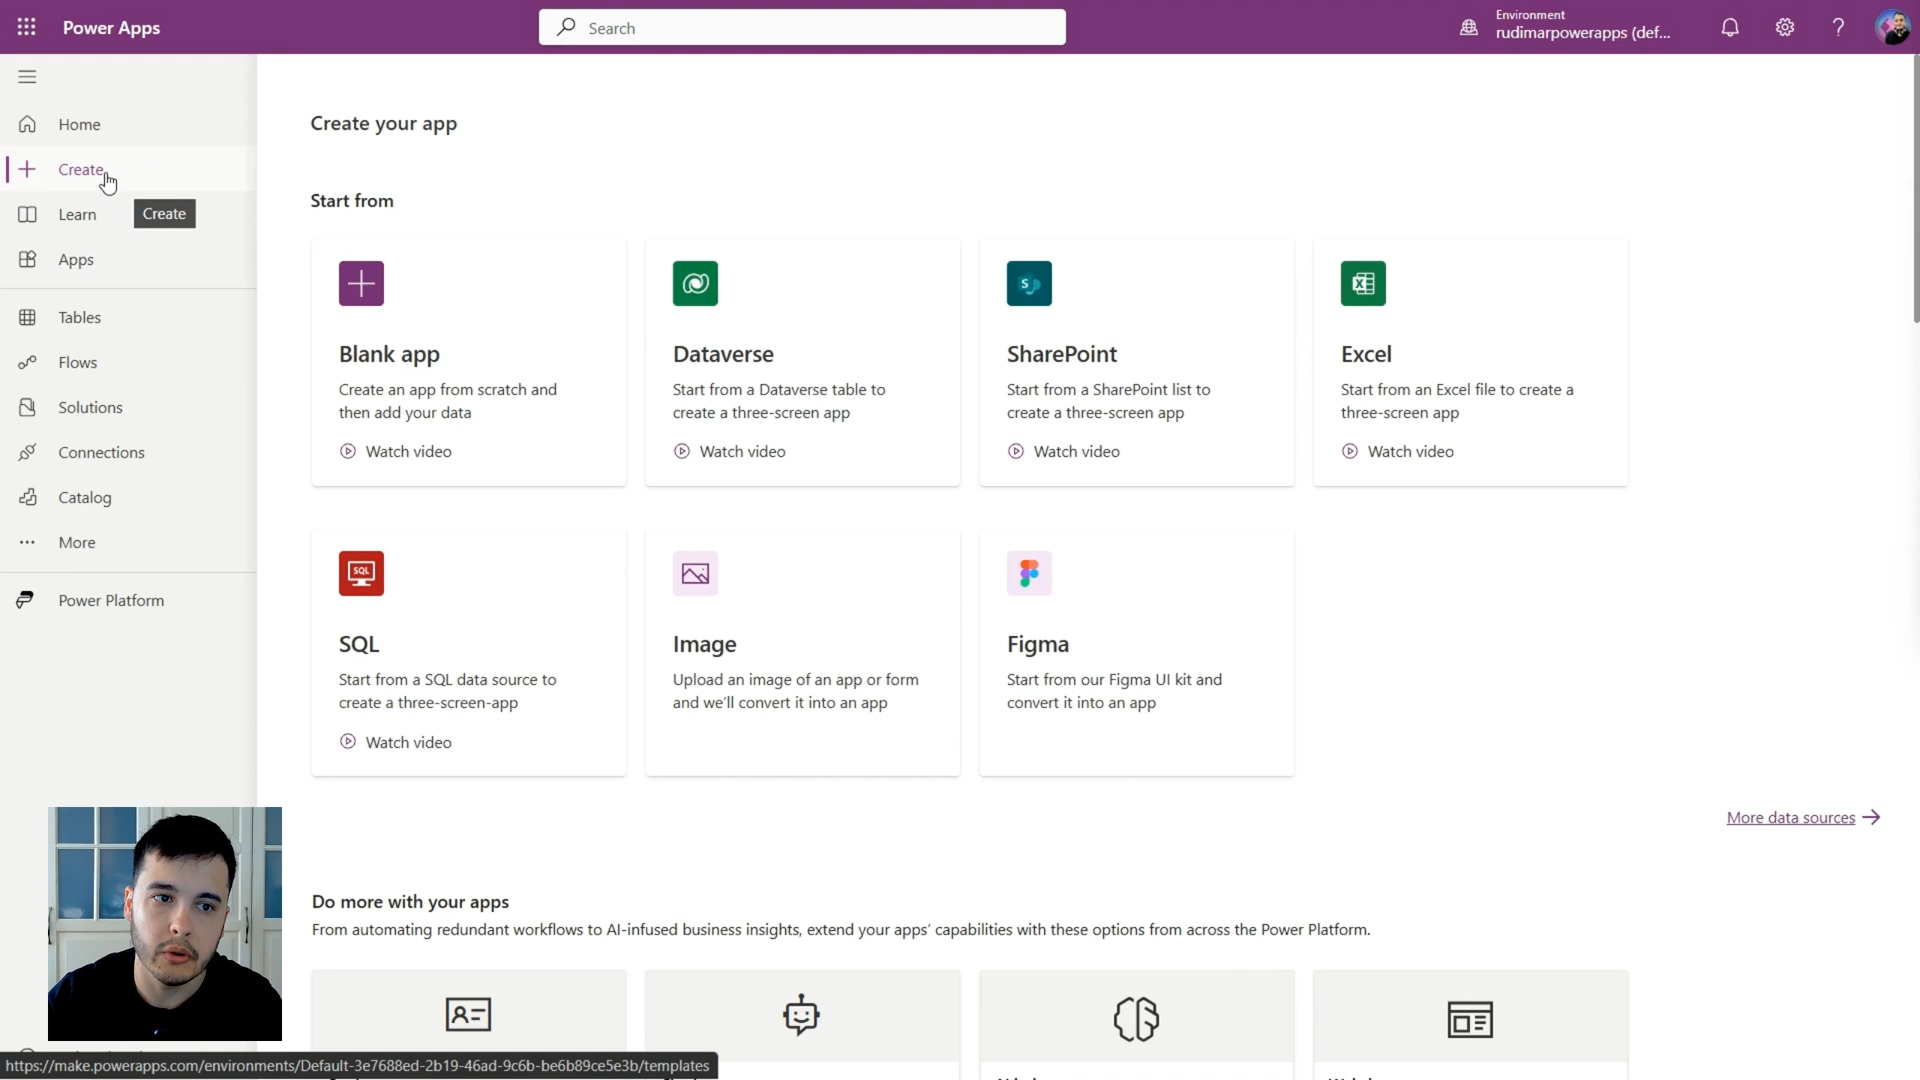 Power Apps
Search
Environment
rudimarpowerapps (def...
Home
Create
Learn
Create
Apps
Tables
Flows
Solutions
Connections
Catalog
More
Power Platform
Create your app
Start from
Blank app
Create an app from scratch and
then add your data
Watch video
Dataverse
Start from a Dataverse table to
create a three-screen app
Watch video
SharePoint
Start from a SharePoint list to
create a three-screen app
Watch video
Excel
Start from an Excel file to create a
three-screen app
Watch video
SQL
SQL
Start from a SQL data source to
create a three-screen-app
Watch video
Image
Upload an image of an app or form
and we'll convert it into an app
Figma
Start from our Figma UI kit and
convert it into an app
More data sources
Do more with your apps
From automating redundant workflows to AI-infused business insights, extend your apps' capabilities with these options from across the Power Platform.
https://make.powerapps.com/environments/Default-3e7688ed-2b19-46ad-9c6b-be6b89ce5e3b/templates